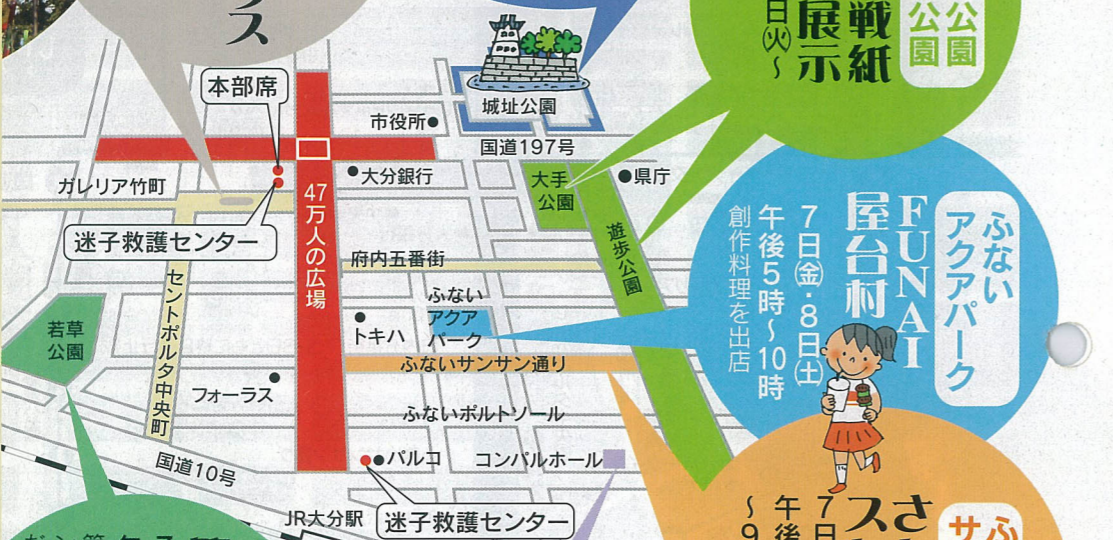 ス
公園
公園
戦紙
展示
日㊋～
本部席
城址公園
市役所
国道197号
大手
公園
県庁
ガレリア竹町
大分銀行
迷子救護センター
47万人の広場
遊歩公園
府内五番街
セントポルタ中央町
若草
公園
ふない
アクア
パーク
トキハ
ふないサンサン通り
フォーラス
ふないポルトソール
国道10号
パルコ
コンパルホール
JR大分駅
迷子救護センター
ふない
アクアパーク
FUNAI
屋台村
7日㊎・8日㊏
午後5時～10時
創作料理を出店
ふ
サ
さ
ス
7日
午後
～9